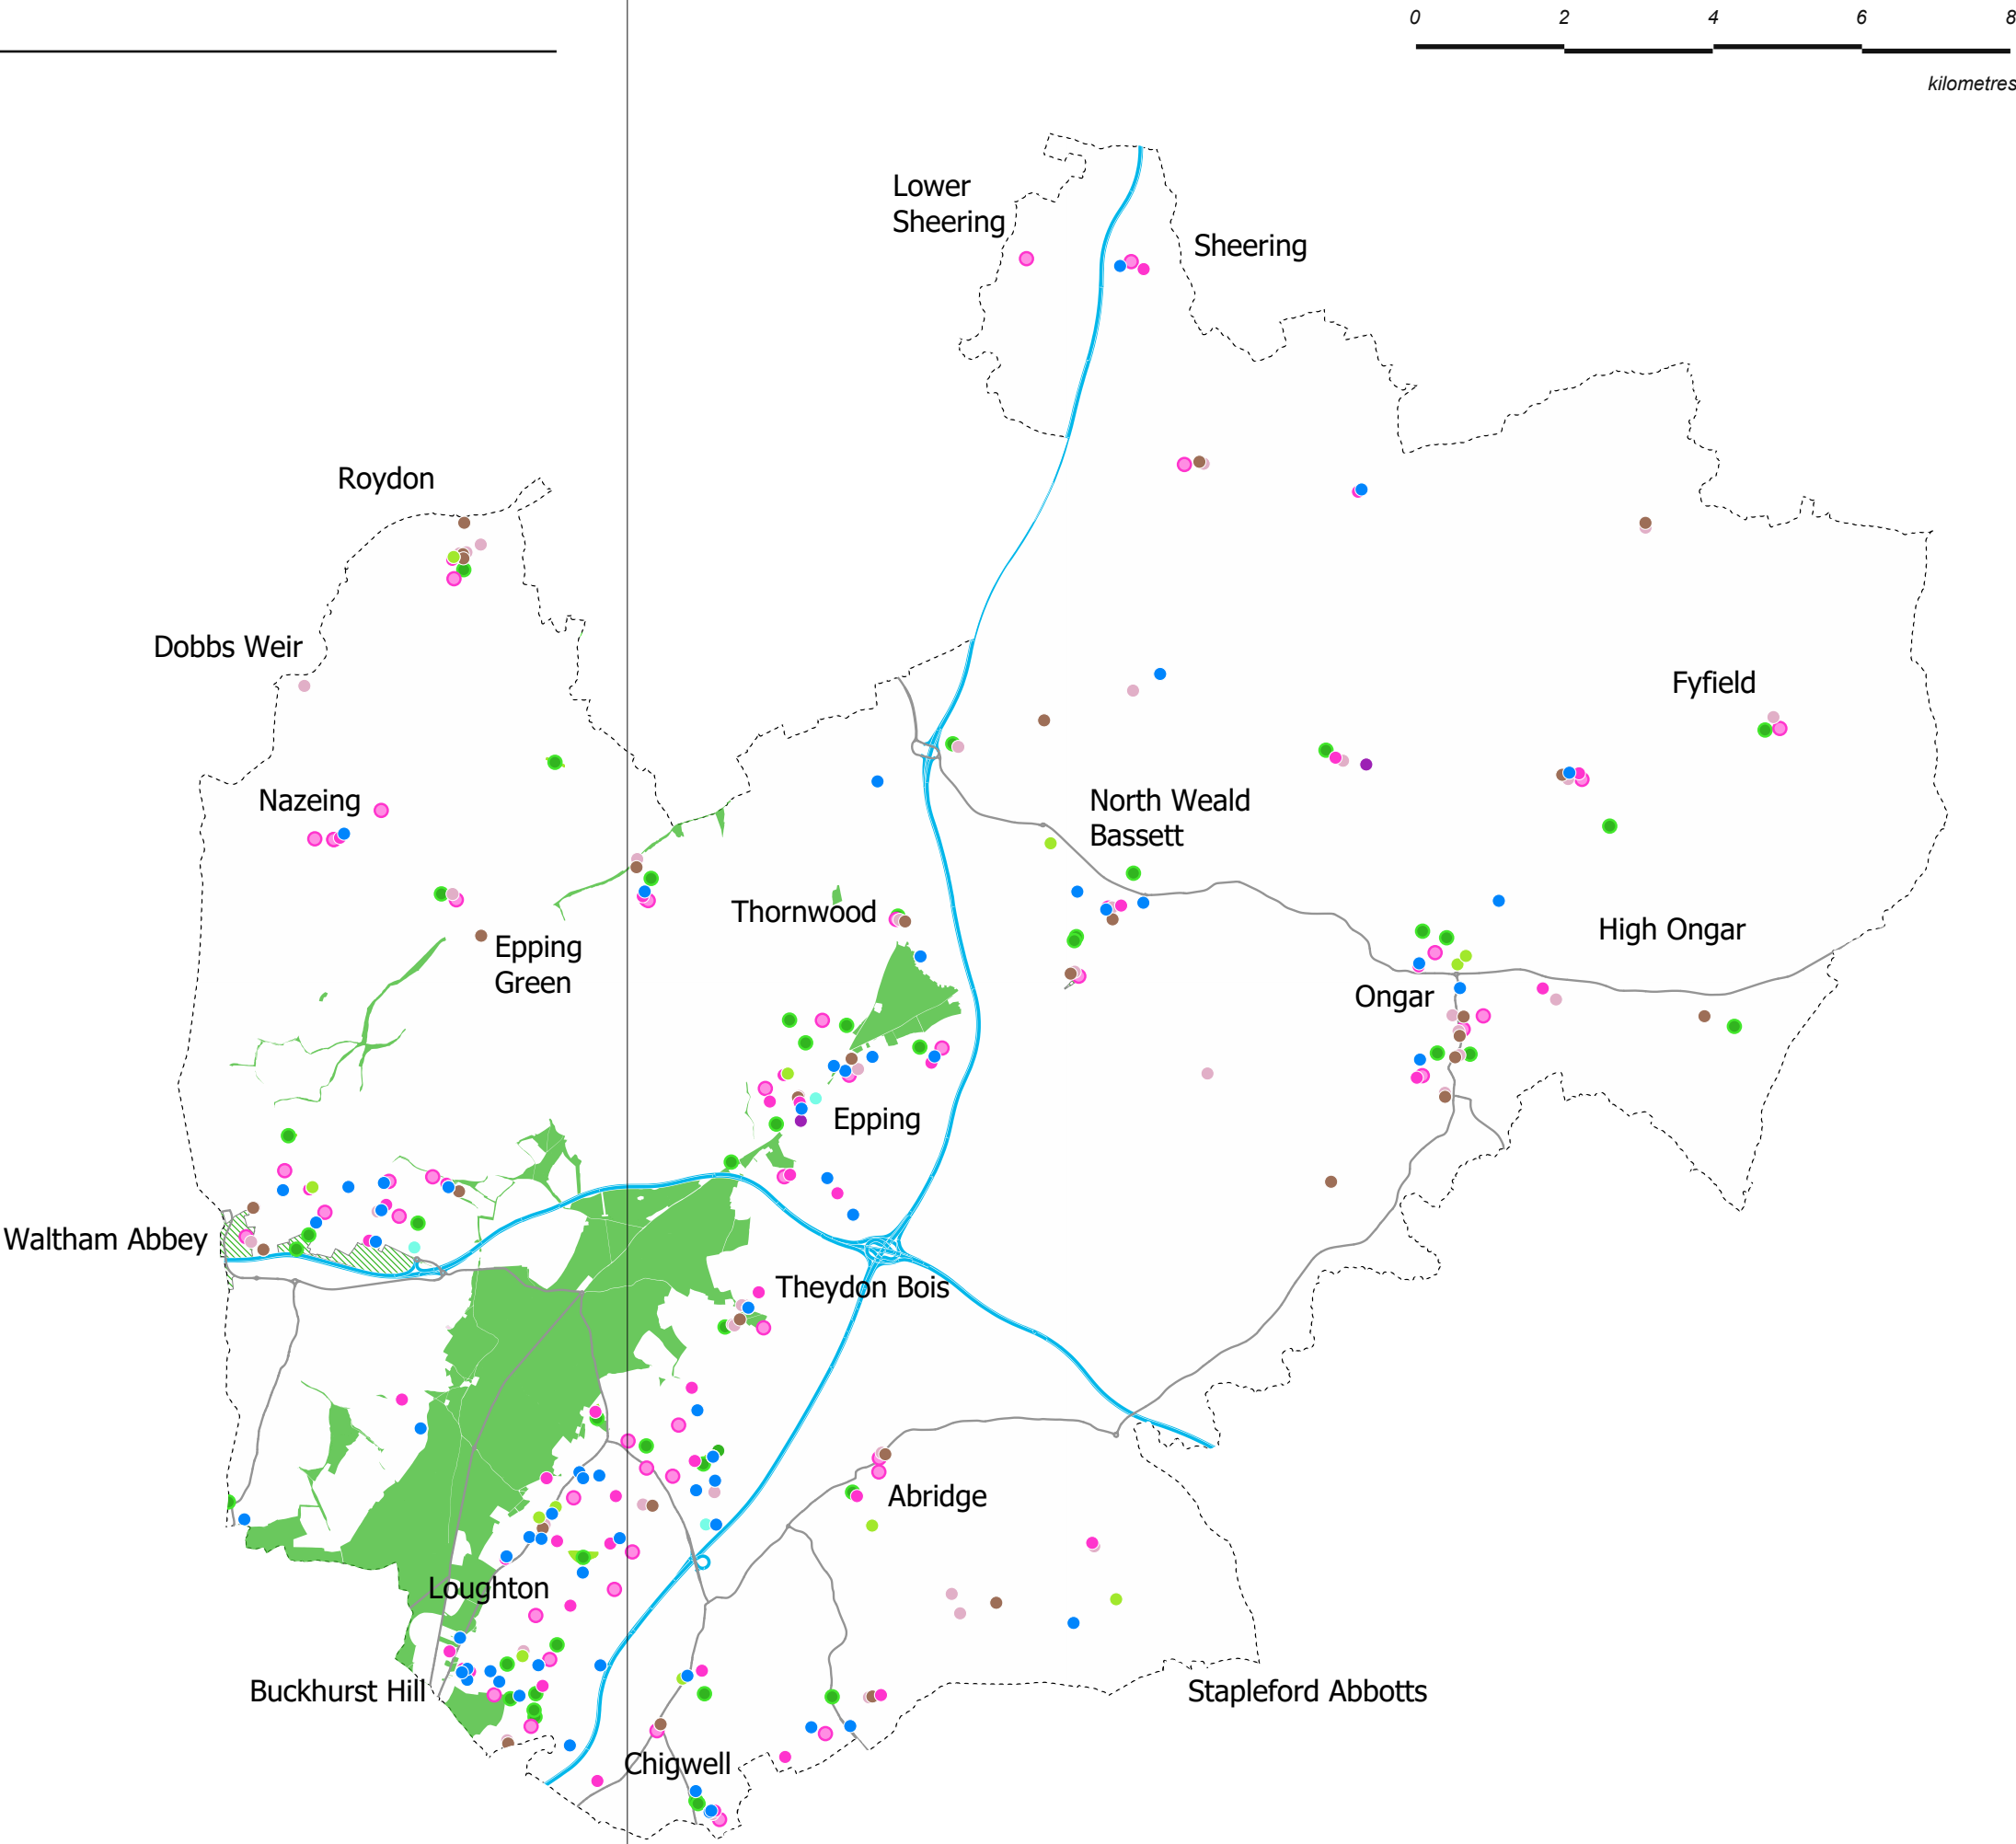 0 2 4 6 8
kilometres
Lower
Sheering
Sheering
Roydon
Dobbs Weir
Fyfield
Nazeing
North Weald
Bassett
Thornwood
High Ongar
Epping
Green
Ongar
Epping
Waltham Abbey
Theydon Bois
Abridge
Loughton
Buckhurst Hill
Stapleford Abbotts
Chigwell